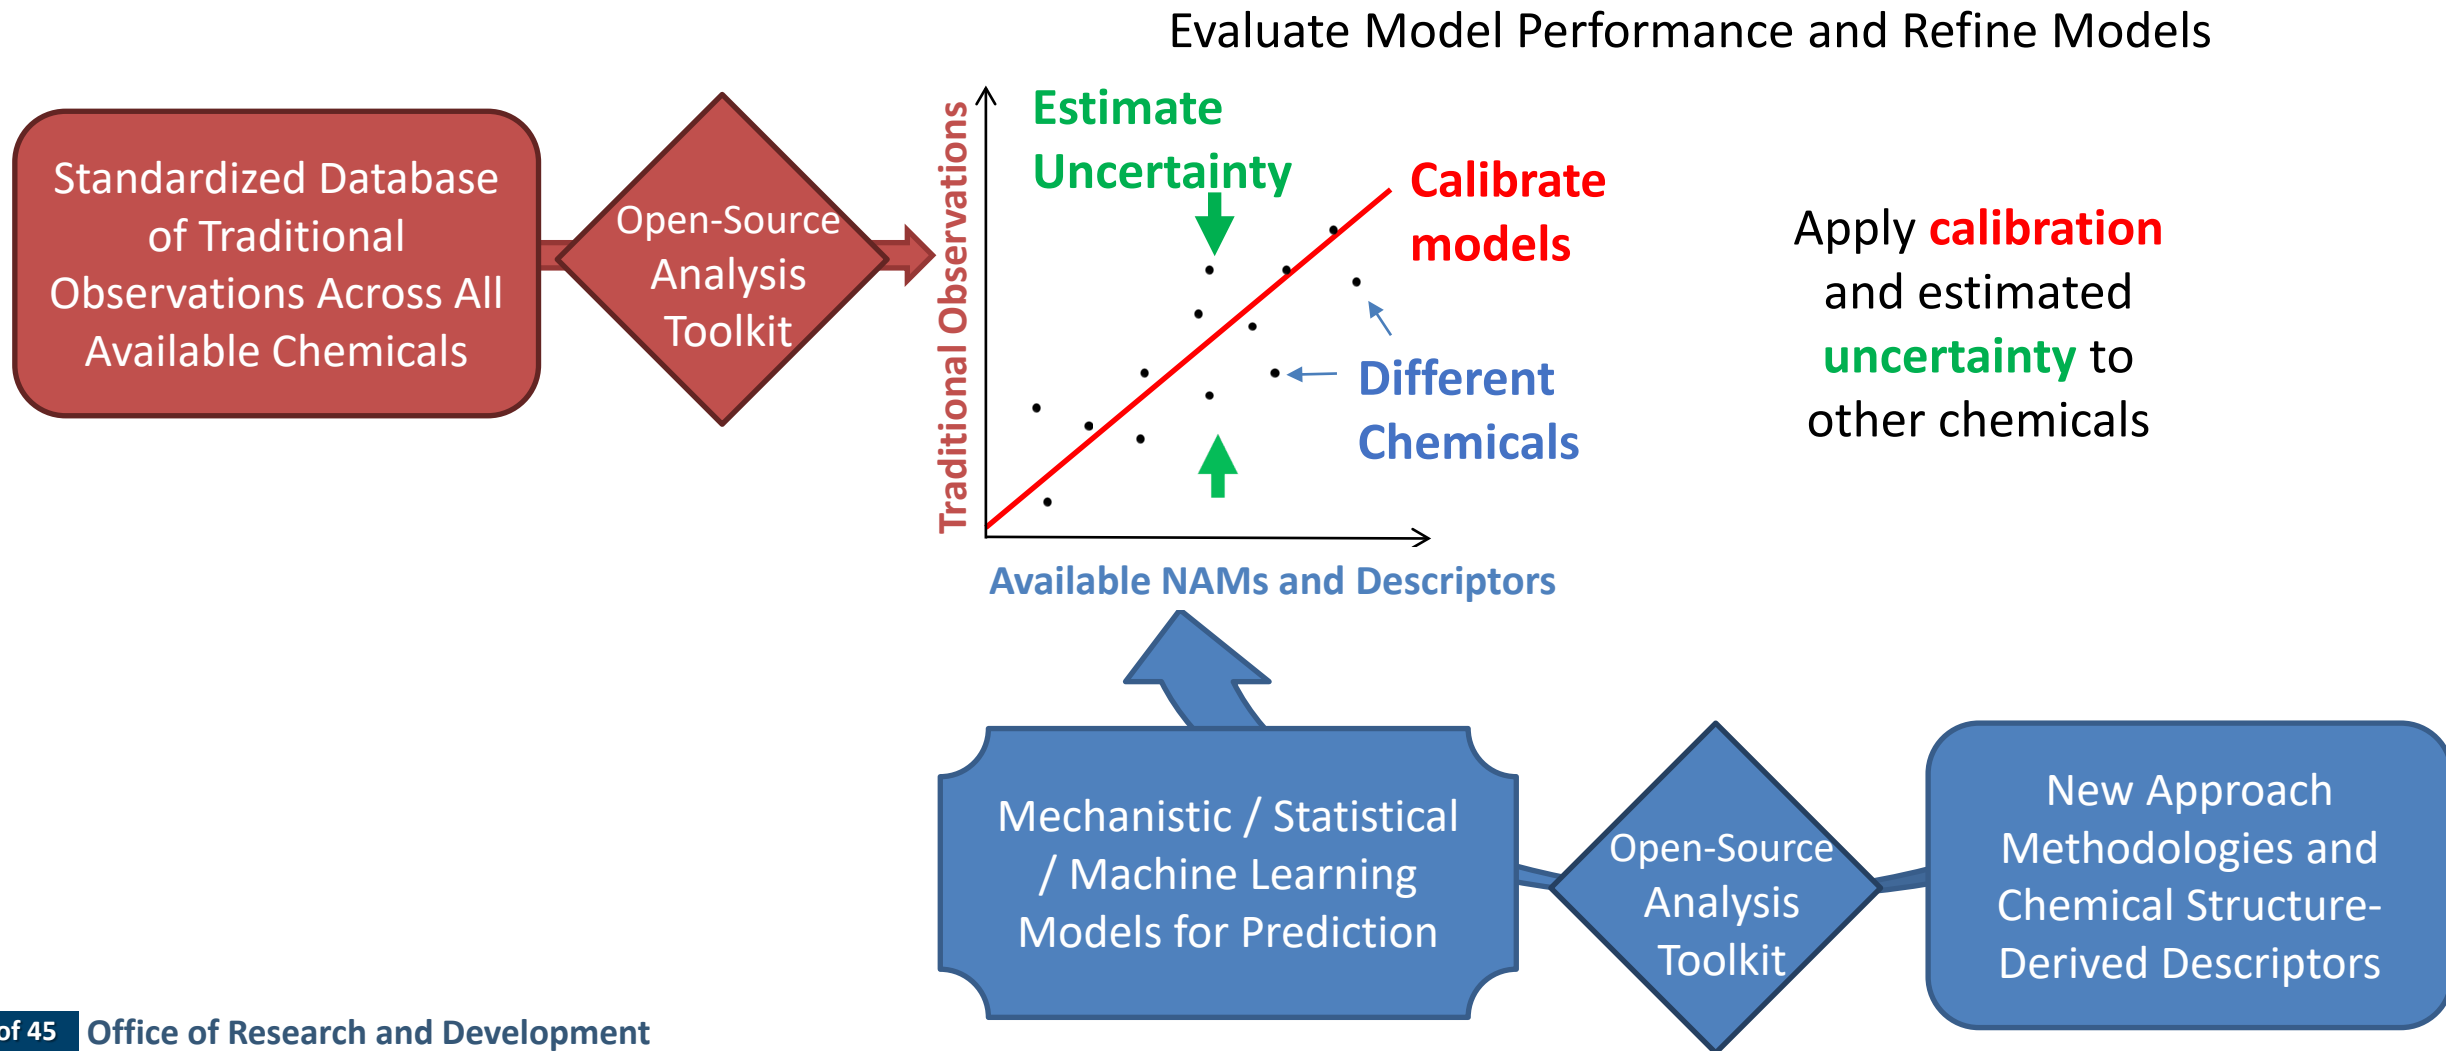 Evaluate Model Performance and Refine Models
Standardized Database
of Traditional
Observations Across All
Available Chemicals
Open-Source
Analysis
Toolkit
Traditional Observations
Estimate
Uncertainty
Calibrate
models
Different
Chemicals
Available NAMs and Descriptors
Apply calibration
and estimated
uncertainty to
other chemicals
Mechanistic / Statistical
/ Machine Learning
Models for Prediction
Open-Source
Analysis
Toolkit
New Approach
Methodologies and
Chemical Structure-
Derived Descriptors
of 45
Office of Research and Development